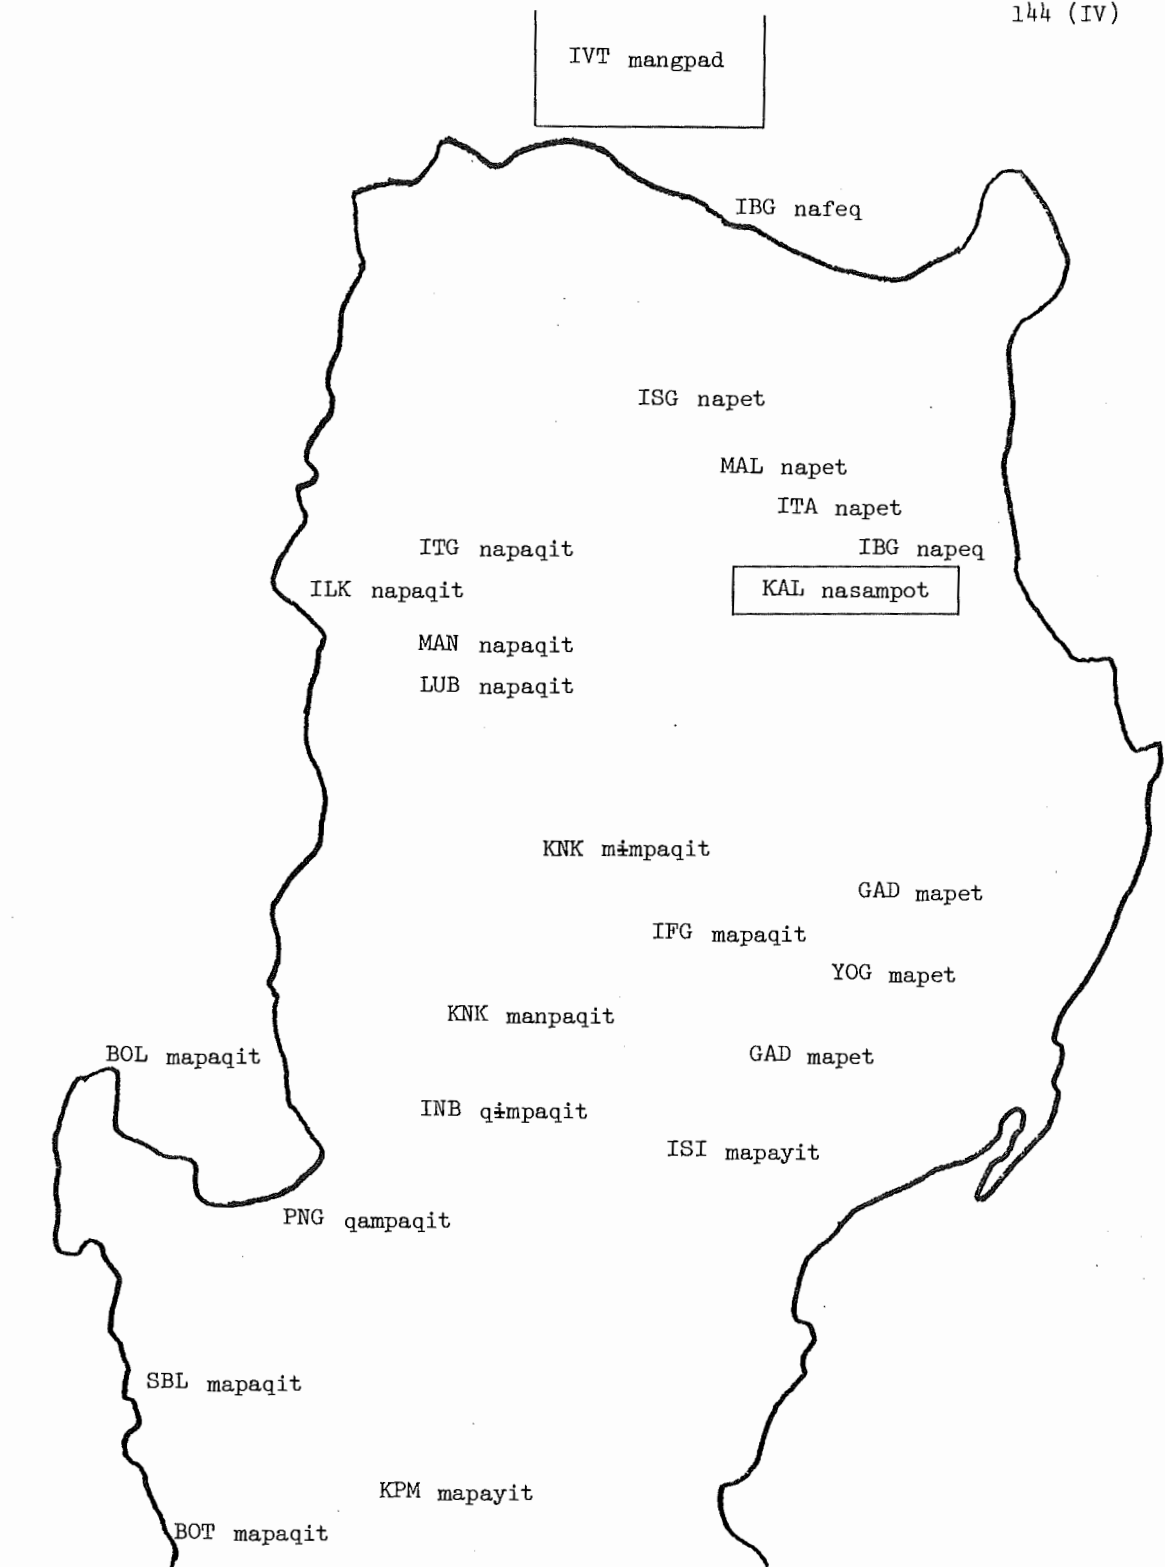 144 (IV)
IVT mangpad
IBG nafeq
ISG napet
MAL napet
ITA napet
ITG napaqit
IBG napeq
ILK napaqit
KAL nasampot
MAN napaqit
LUB napaqit
KNK mɨmpaqit
GAD mapet
IFG mapaqit
YOG mapet
KNK manpaqit
BOL mapaqit
GAD mapet
INB qɨmpaqit
ISI mapayit
PNG qampaqit
SBL mapaqit
KPM mapayit
BOT mapaqit